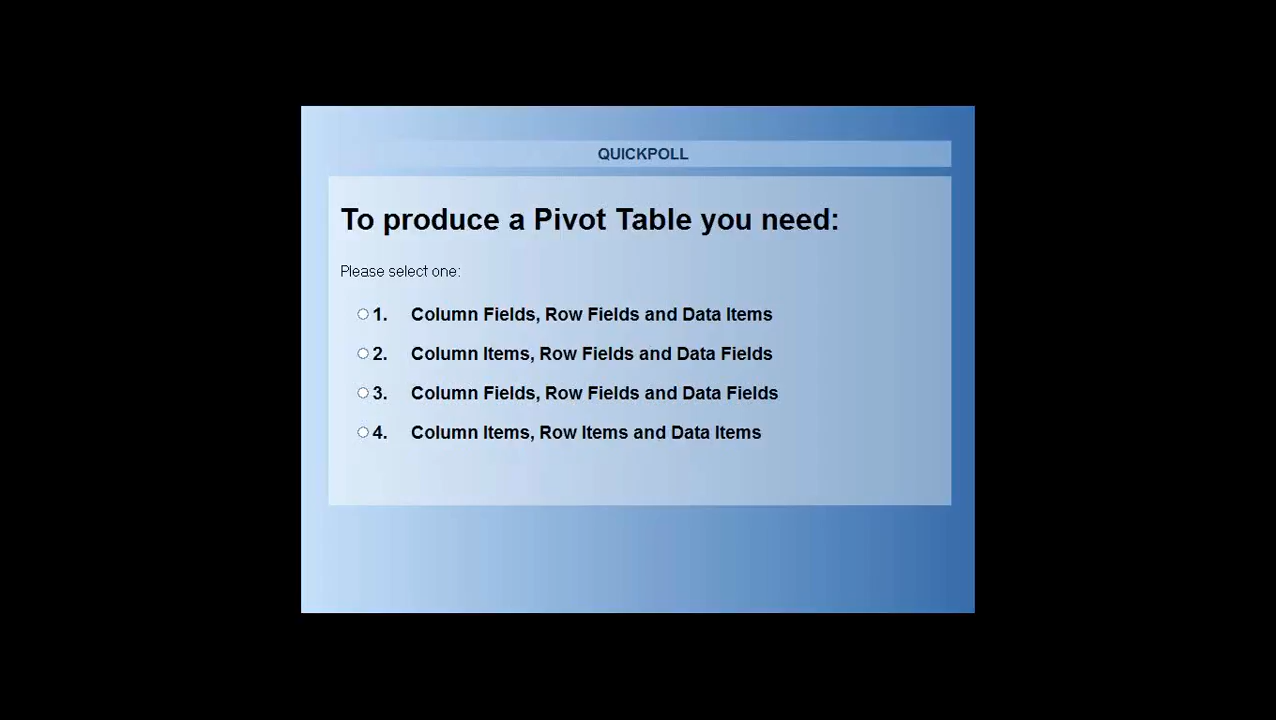 QUICKPOLL
To produce a Pivot Table you need:
Please select one:
1. Column Fields, Row Fields and Data Items
2. Column Items, Row Fields and Data Fields
3. Column Fields, Row Fields and Data Fields
4. Column Items, Row Items and Data Items